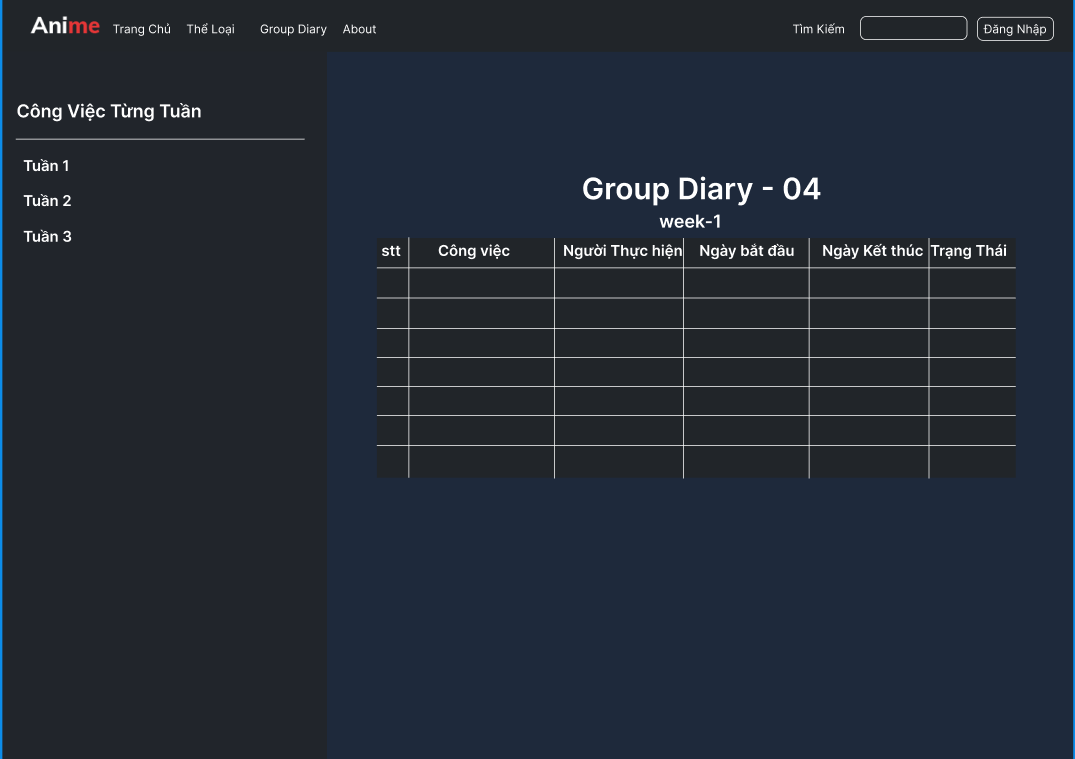 Anime Trang Chủ Thể Loại Group Diary About Tìm Kiếm Đăng Nhập
Công Việc Từng Tuần
Tuần 1
Tuần 2
Tuần 3
Group Diary - 04
week-1
stt Công việc Người Thực hiện Ngày bắt đầu Ngày Kết thúc Trạng Thái